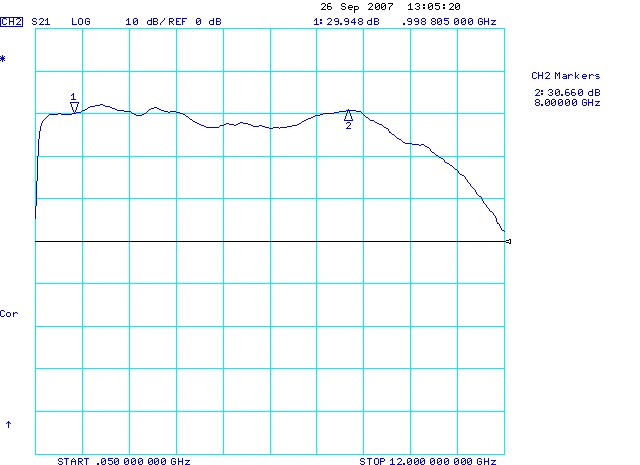 26 Sep 2007 13:05:20
CH2 S21 LOG 10 dB/REF 0 dB 1: 29.948 dB .998 805 000 GHz
*
CH2 Markers
2: 30.660 dB
8.00000 GHz
1
2
Cor
↑
START .050 000 000 GHz STOP 12.000 000 000 GHz